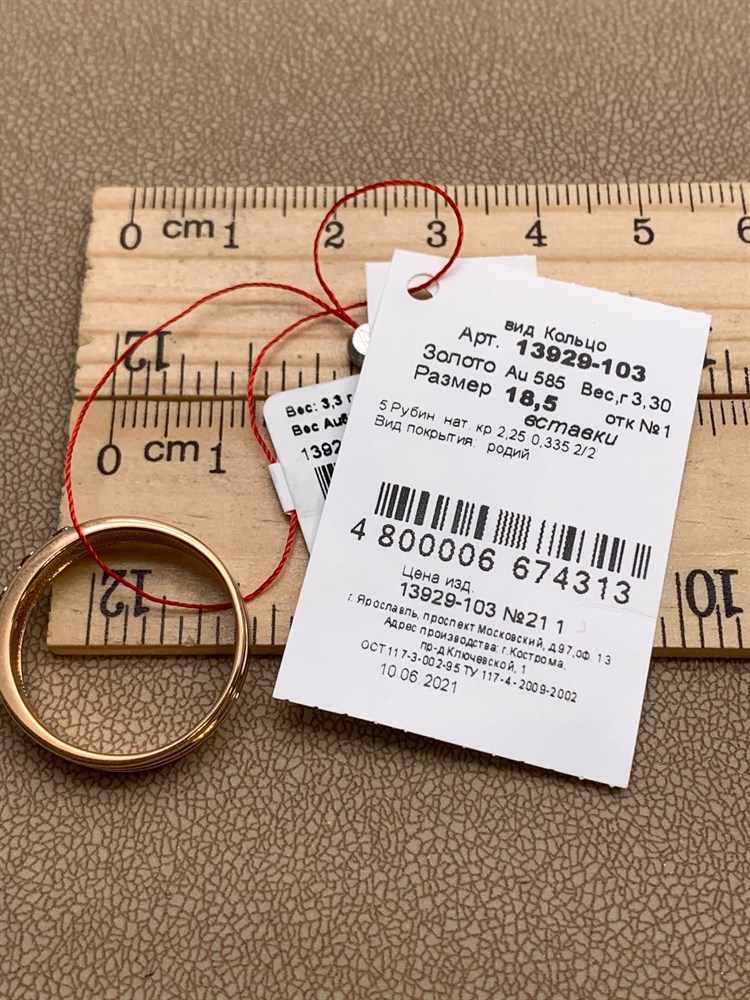 0 cm 1 2 3 4 5 6
12
вид Кольцо
Арт. 13929-103
Золото Au 585 Вес,г 3,30
Размер 18,5 отк №1
вставки
5 Рубин нат. кр 2,25 0,335 2/2
Вид покрытия: родий
4 800006 674313
Цена изд.
13929-103 №21 1
г. Ярославль, проспект Московский, д.97,оф 13
Адрес производства: г.Кострома,
пр-д Ключевской, 1
ОСТ 117-3-002-95 ТУ 117-4-2009-2002
10.06.2021
Вес: 3,3 г
Вес Au
1392
0 cm 1
12
10